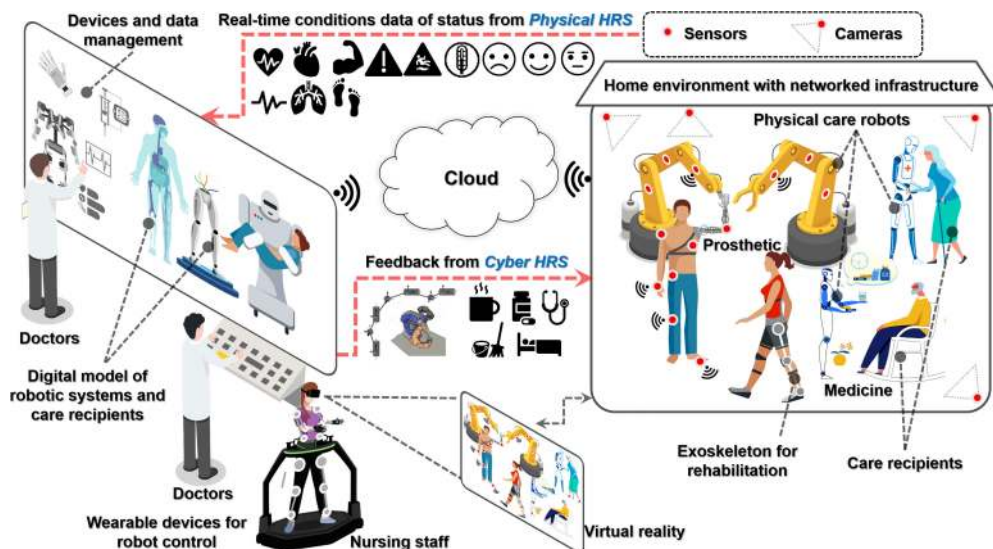 Devices and data
management
Real-time conditions data of status from Physical HRS
Sensors
Cameras
Home environment with networked infrastructure
Physical care robots
Cloud
Prosthetic
Feedback from Cyber HRS
Doctors
Digital model of
robotic systems and
care recipients
Medicine
Exoskeleton for
rehabilitation
Care recipients
Doctors
Wearable devices for
robot control
Nursing staff
Virtual reality